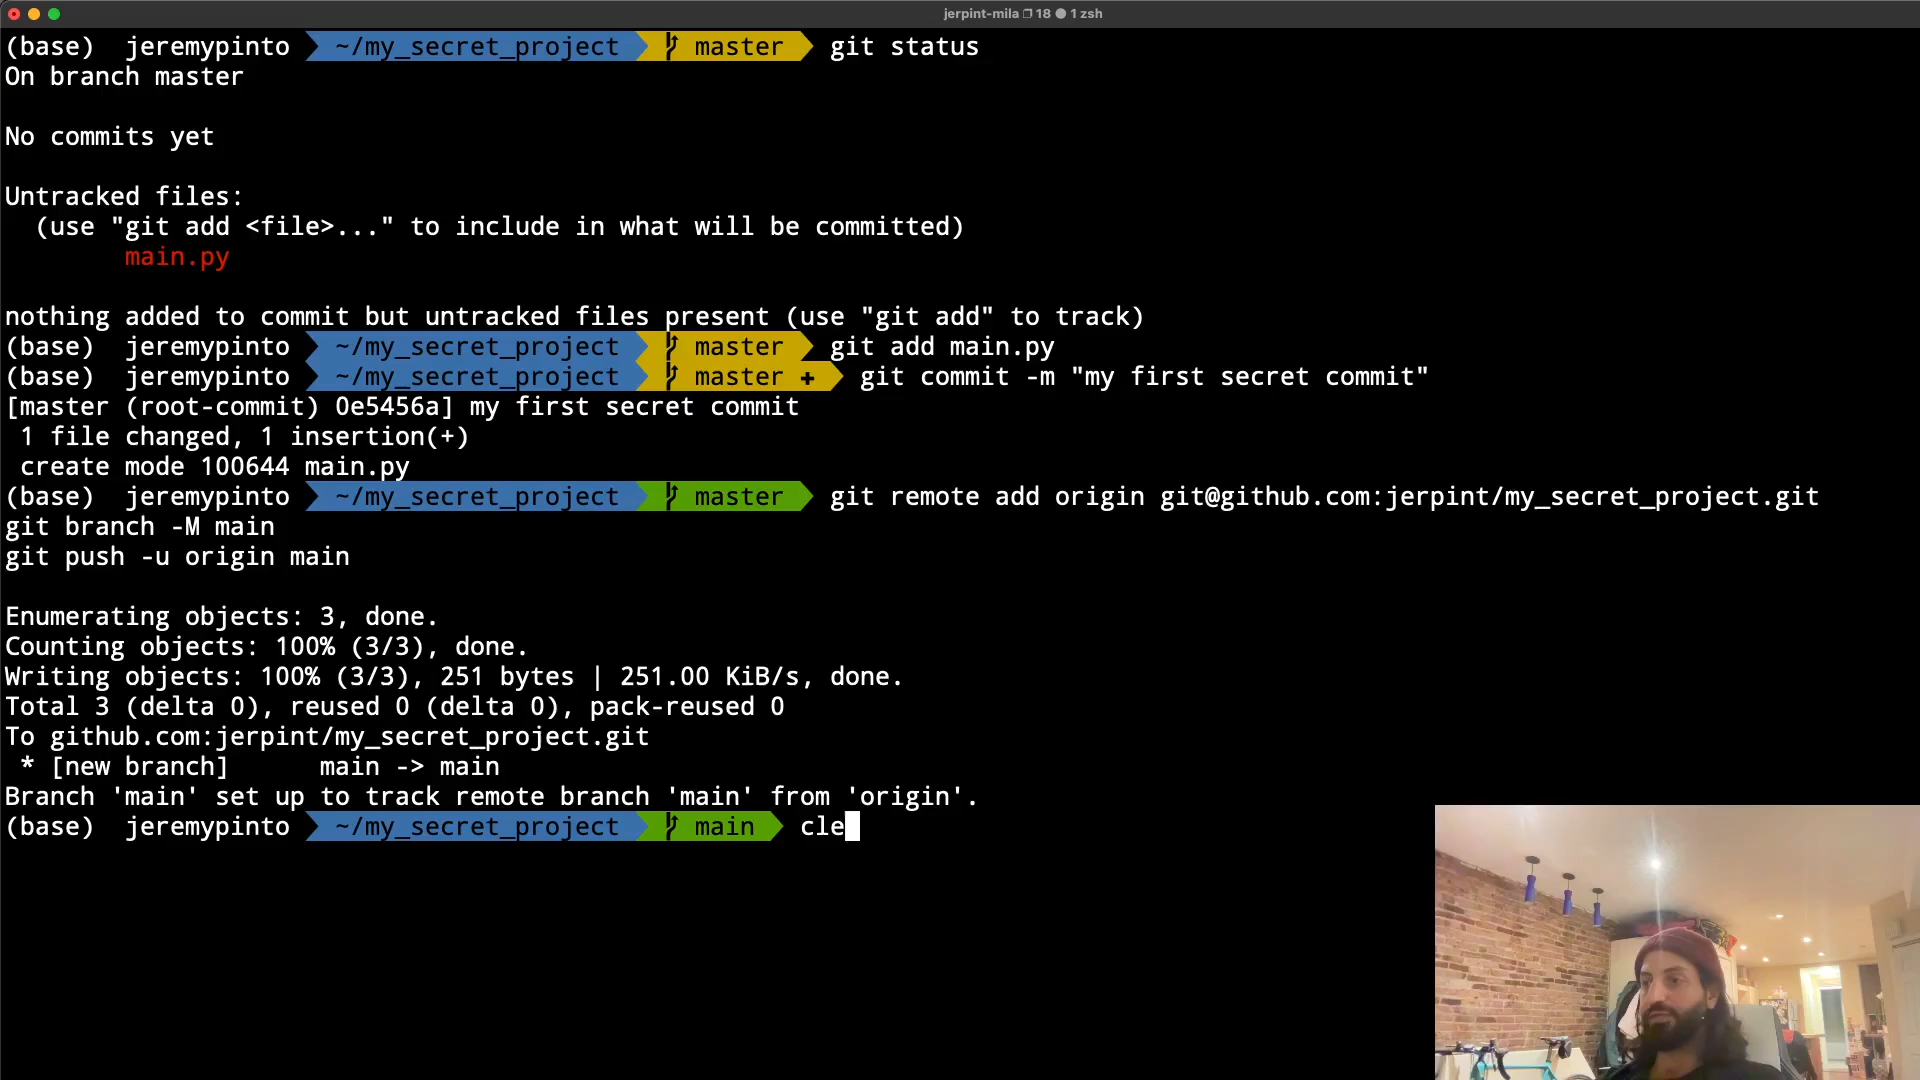 jerpint-mila 18 1 zsh
(base) jeremypinto ~/my_secret_project master git status
On branch master
No commits yet
Untracked files:
(use "git add <file>..." to include in what will be committed)
main.py
nothing added to commit but untracked files present (use "git add" to track)
(base) jeremypinto ~/my_secret_project master git add main.py
(base) jeremypinto ~/my_secret_project master + git commit -m "my first secret commit"
[master (root-commit) 0e5456a] my first secret commit
1 file changed, 1 insertion(+)
create mode 100644 main.py
(base) jeremypinto ~/my_secret_project master git remote add origin git@github.com:jerpint/my_secret_project.git
git branch -M main
git push -u origin main
Enumerating objects: 3, done.
Counting objects: 100% (3/3), done.
Writing objects: 100% (3/3), 251 bytes | 251.00 KiB/s, done.
Total 3 (delta 0), reused 0 (delta 0), pack-reused 0
To github.com:jerpint/my_secret_project.git
* [new branch] main -> main
Branch 'main' set up to track remote branch 'main' from 'origin'.
(base) jeremypinto ~/my_secret_project main cle